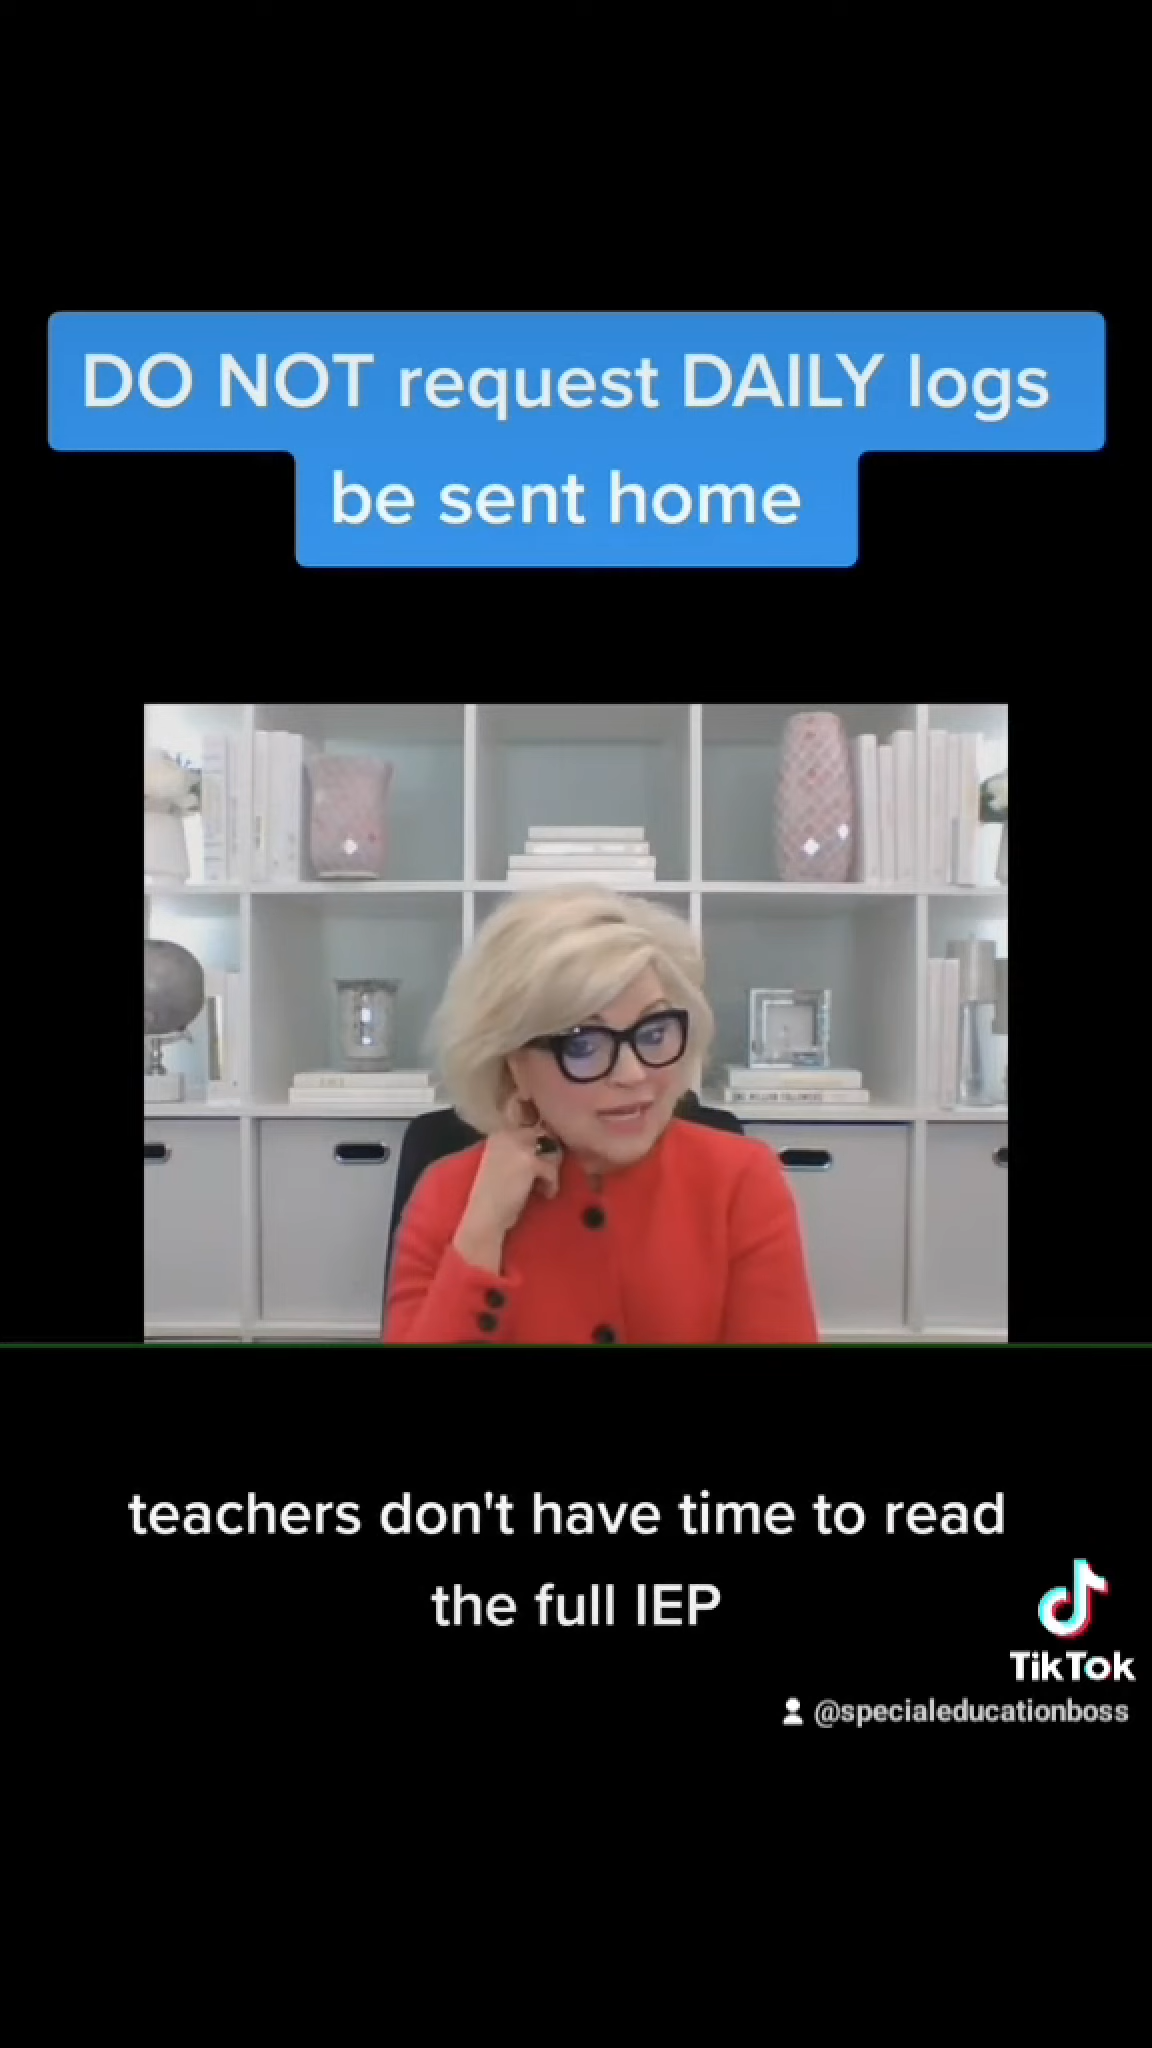 DO NOT request DAILY logs
be sent home
teachers don't have time to read
the full IEP
TikTok
@specialeducationboss